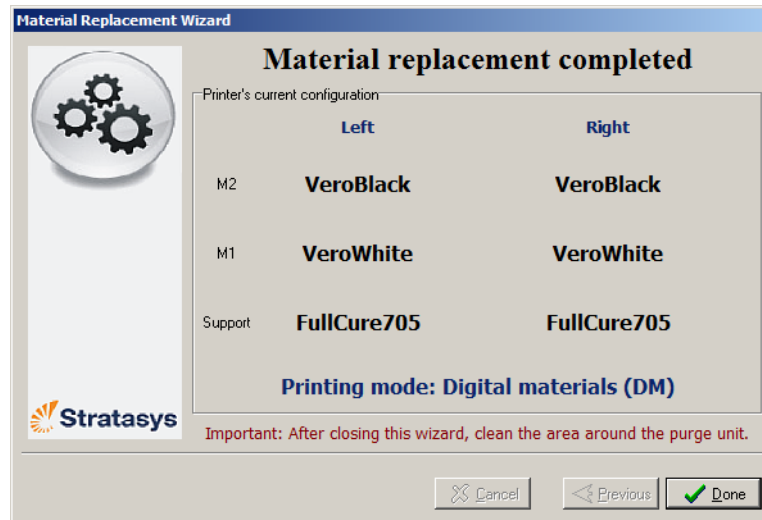 Material Replacement Wizard
Material replacement completed
Printer's current configuration
Left Right
M2 VeroBlack VeroBlack
M1 VeroWhite VeroWhite
Support FullCure705 FullCure705
Printing mode: Digital materials (DM)
Stratasys
Important: After closing this wizard, clean the area around the purge unit.
Cancel Previous Done